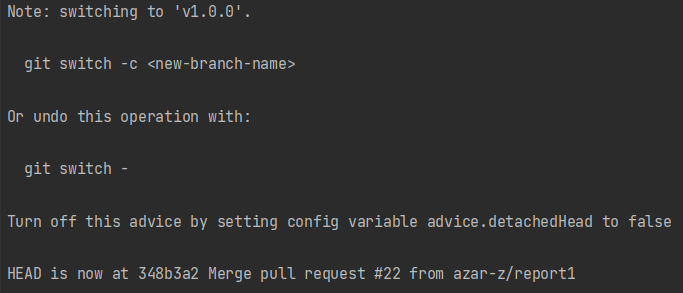 Note: switching to 'v1.0.0'.
git switch -c <new-branch-name>
Or undo this operation with:
git switch -
Turn off this advice by setting config variable advice.detachedHead to false
HEAD is now at 348b3a2 Merge pull request #22 from azar-z/report1